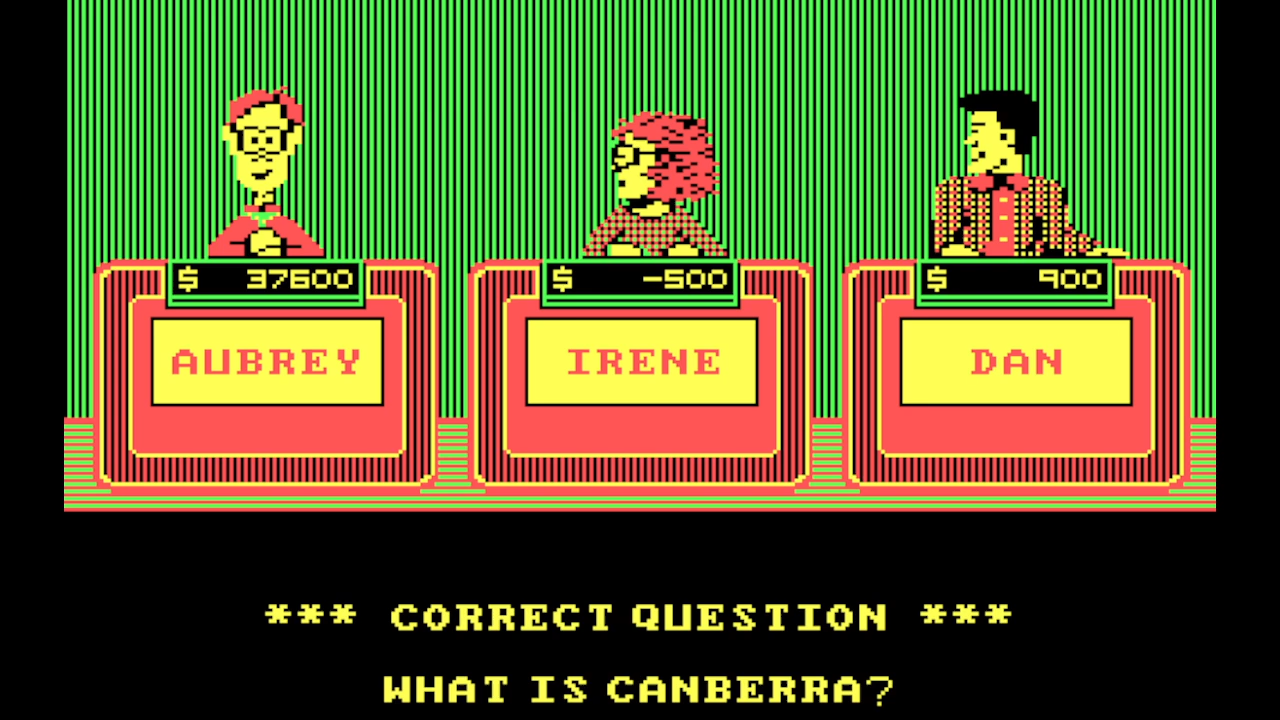 $ 37600 $ -500 $ 900
AUBREY IRENE DAN
*** CORRECT QUESTION ***
WHAT IS CANBERRA?